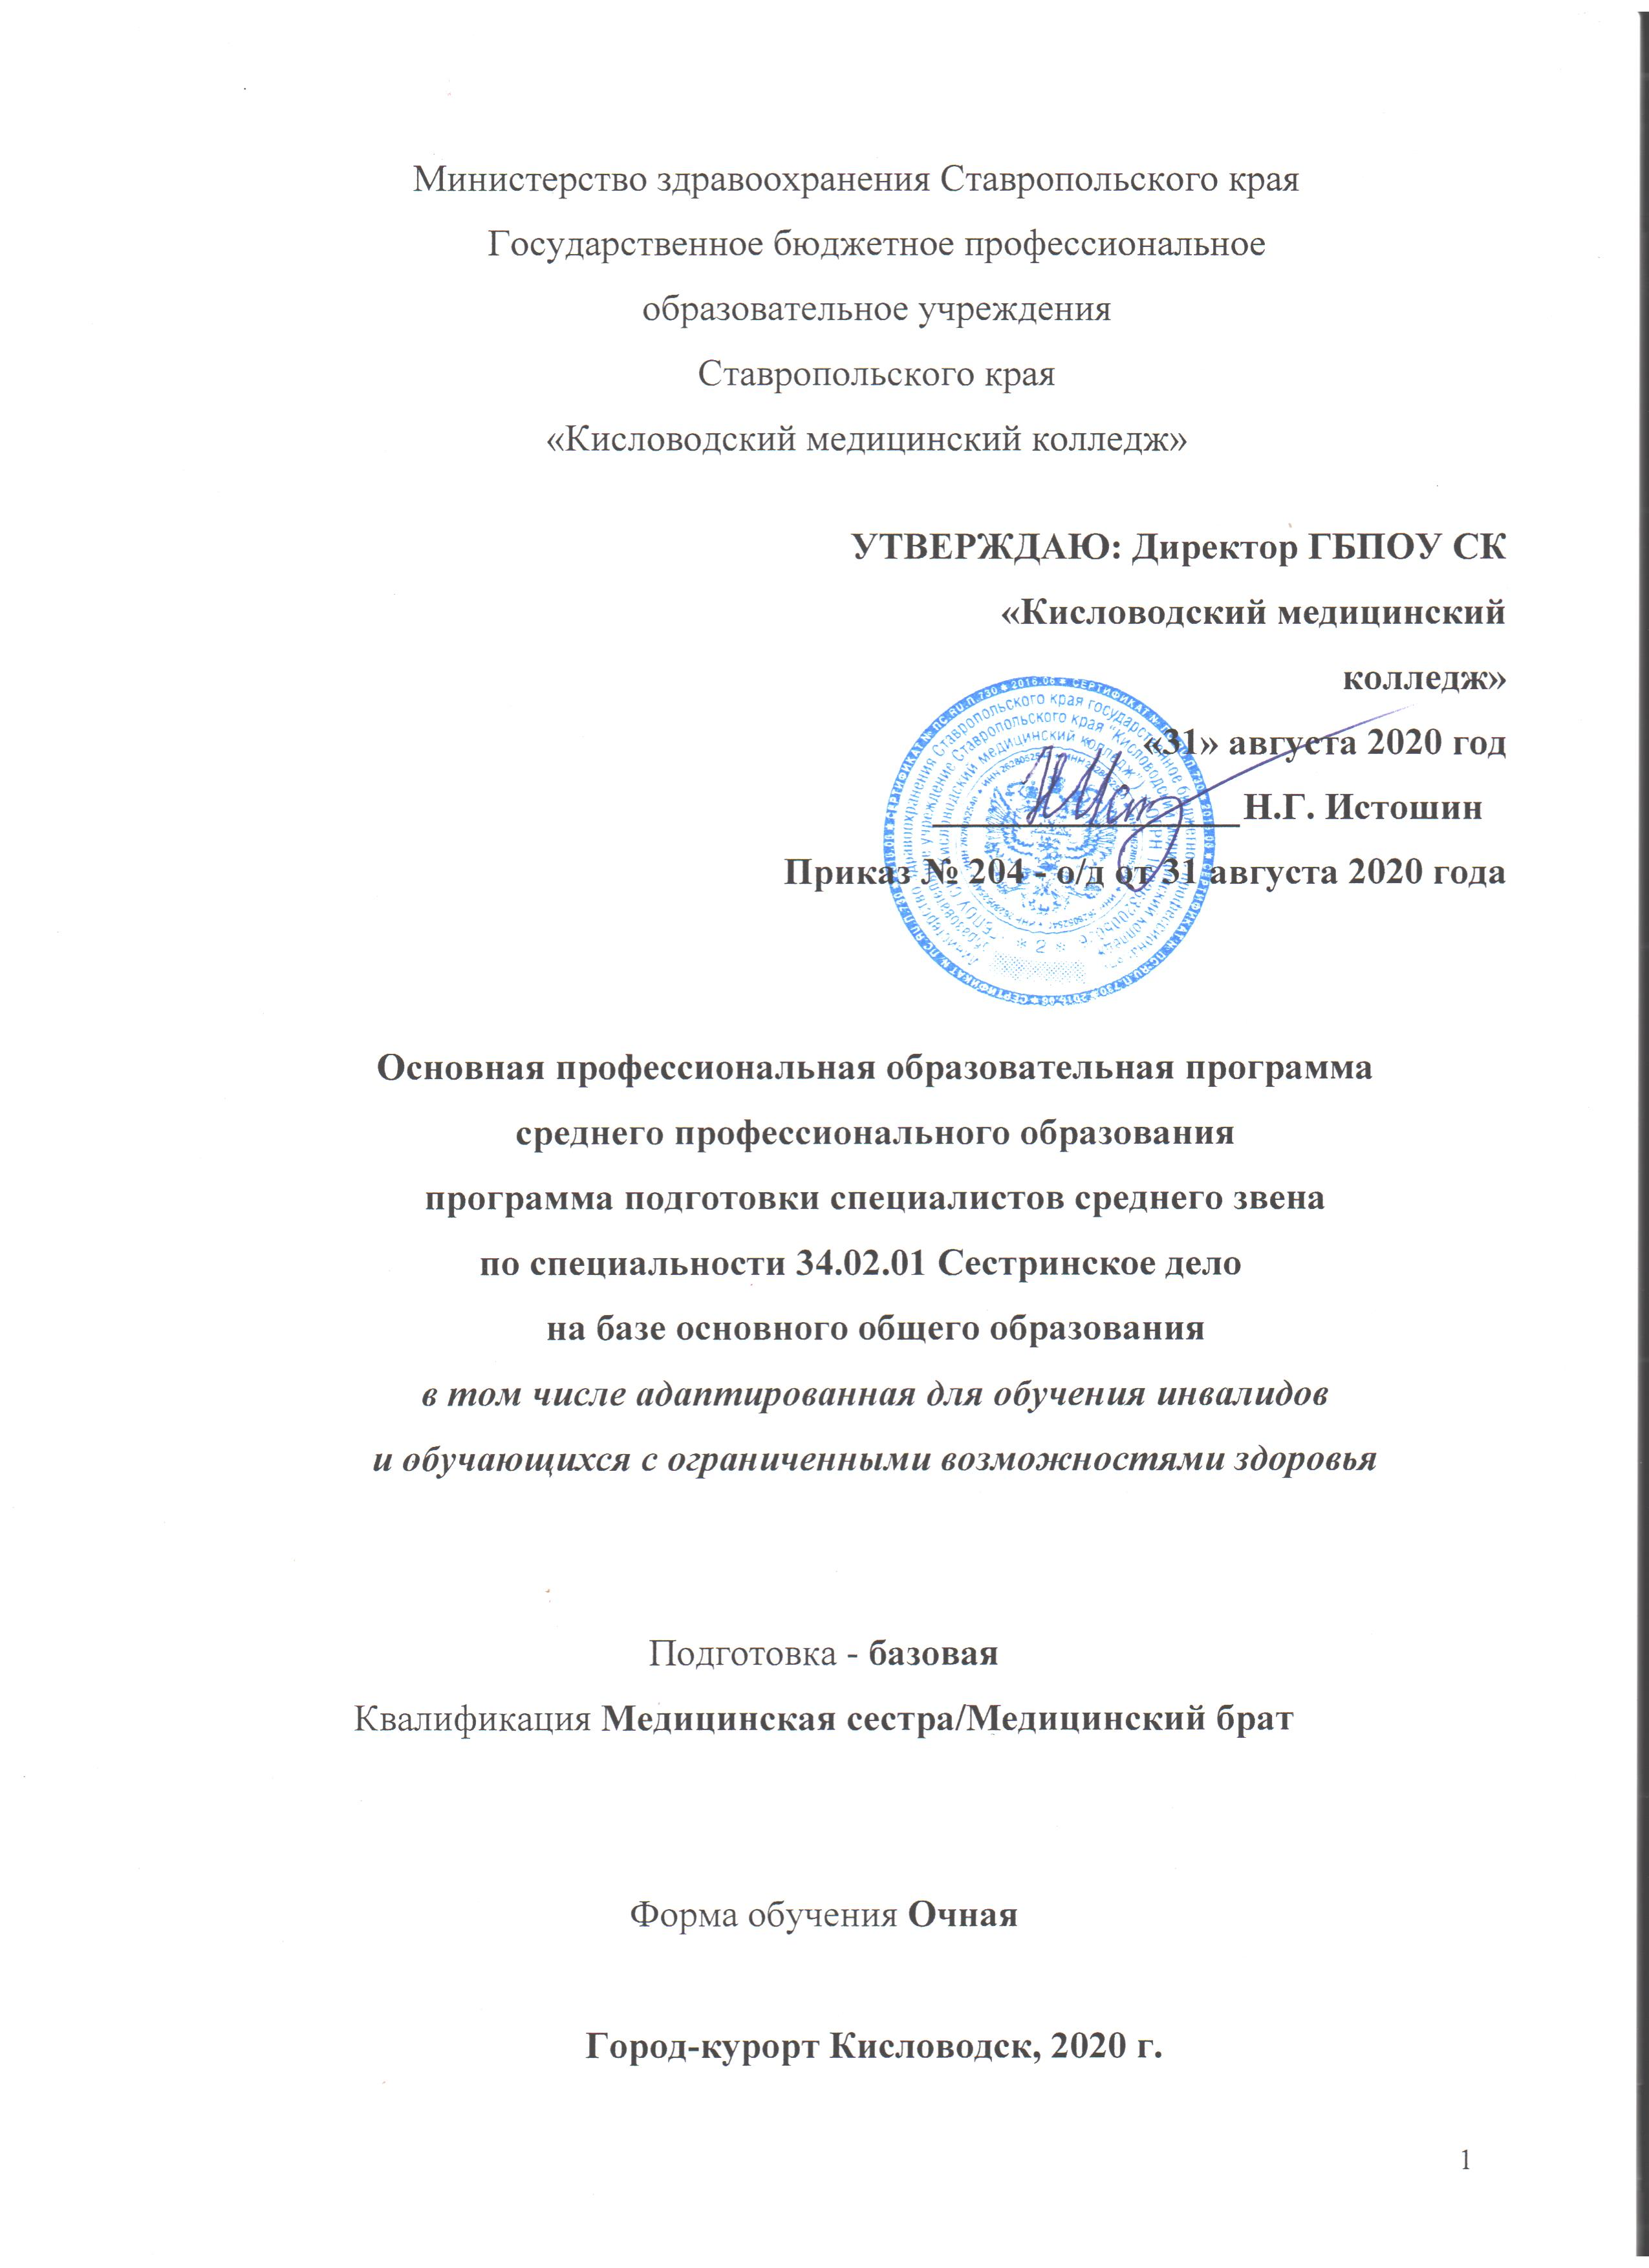 Министерство здравоохранения Ставропольского края
Государственное бюджетное профессиональное
образовательное учреждения
Ставропольского края
«Кисловодский медицинский колледж»
УТВЕРЖДАЮ: Директор ГБПОУ СК
«Кисловодский медицинский
колледж»
«31» августа 2020 год
Н.Г. Истошин
Приказ № 204 - о/д от 31 августа 2020 года
Основная профессиональная образовательная программа
среднего профессионального образования
программа подготовки специалистов среднего звена
по специальности 34.02.01 Сестринское дело
на базе основного общего образования
в том числе адаптированная для обучения инвалидов
и обучающихся с ограниченными возможностями здоровья
Подготовка - базовая
Квалификация Медицинская сестра/Медицинский брат
Форма обучения Очная
Город-курорт Кисловодск, 2020 г.
1